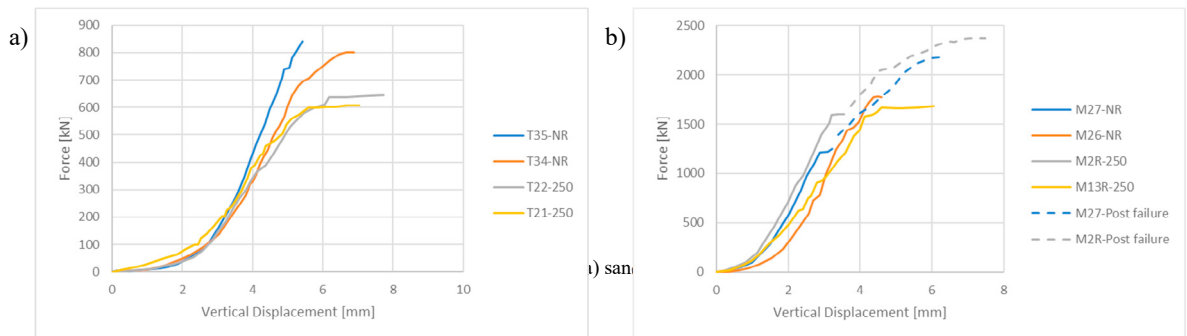 a)
900
800
700
600
500
400
300
200
100
0
Force [kN]
0 2 4 6 8 10
Vertical Displacement [mm]
T35-NR
T34-NR
T22-250
T21-250
b)
2500
2000
1500
1000
500
0
Force [kN]
0 2 4 6 8
Vertical Displacement [mm]
M27-NR
M26-NR
M2R-250
M13R-250
M27-Post failure
M2R-Post failure